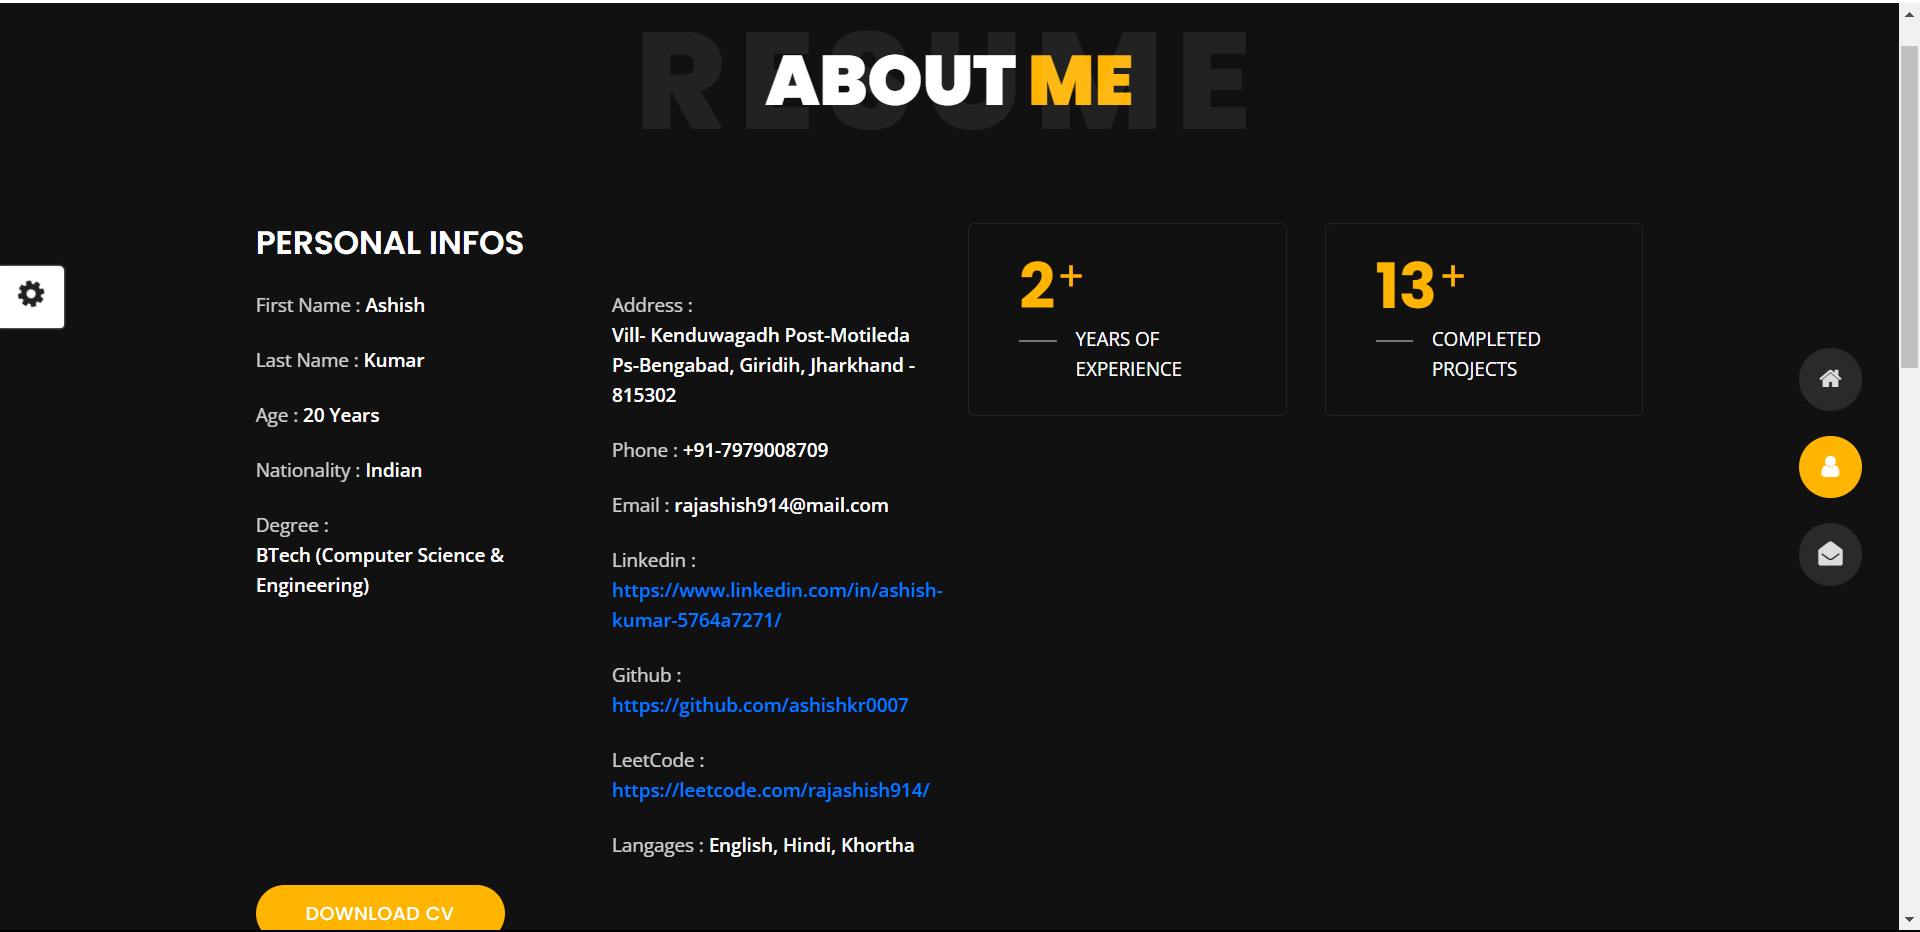 RESUME
ABOUT ME
PERSONAL INFOS
First Name : Ashish
Last Name : Kumar
Age : 20 Years
Nationality : Indian
Degree :
BTech (Computer Science &
Engineering)
Address :
Vill- Kenduwagadh Post-Motileda
Ps-Bengabad, Giridih, Jharkhand -
815302
Phone : +91-7979008709
Email : rajashish914@mail.com
Linkedin :
https://www.linkedin.com/in/ashish-
kumar-5764a7271/
Github :
https://github.com/ashishkr0007
LeetCode :
https://leetcode.com/rajashish914/
Langages : English, Hindi, Khortha
2+
YEARS OF
EXPERIENCE
13+
COMPLETED
PROJECTS
DOWNLOAD CV